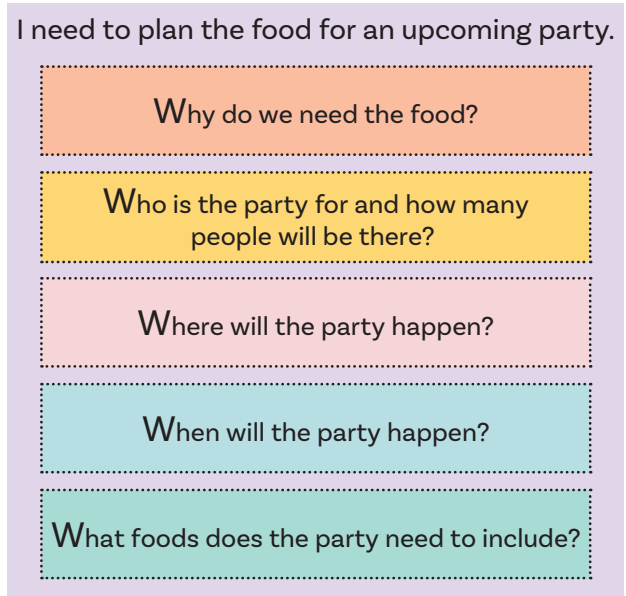 I need to plan the food for an upcoming party.
Why do we need the food?
Who is the party for and how many
people will be there?
Where will the party happen?
When will the party happen?
What foods does the party need to include?